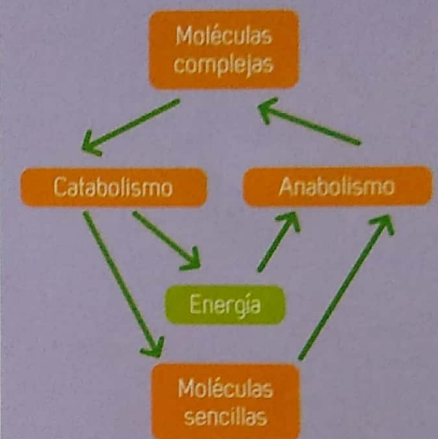 Moléculas
complejas
Catabolismo
Anabolismo
Energía
Moléculas
sencillas